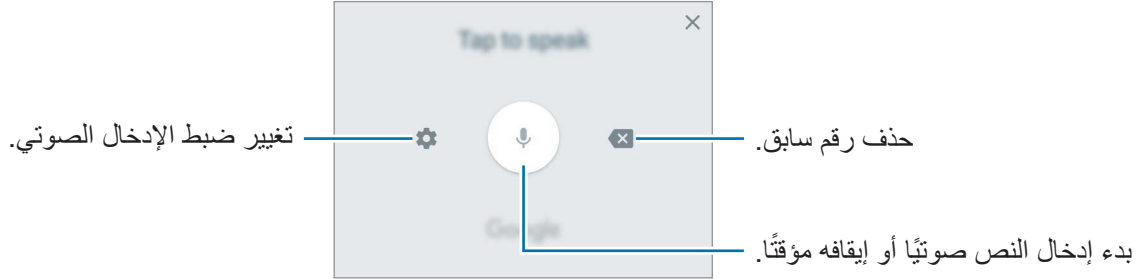 Tap to speak
تغيير ضبط الإدخال الصوتي.
حذف رقم سابق.
Google
بدء إدخال النص صوتيًا أو إيقافه مؤقتًا.